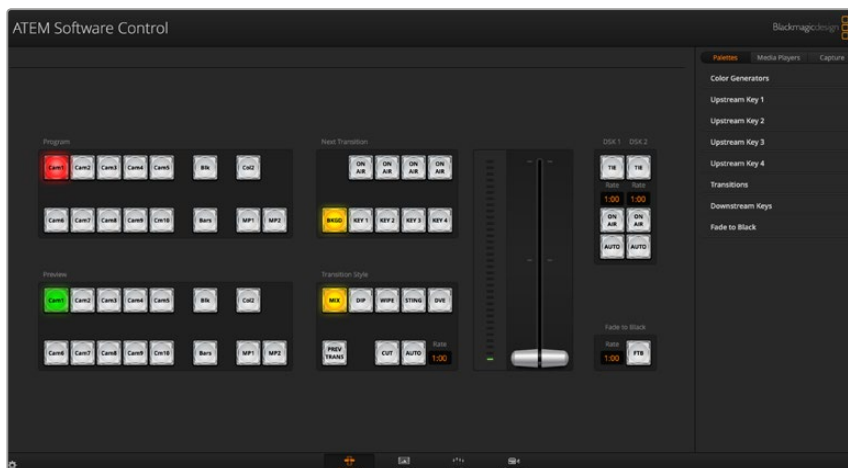 ATEM Software Control
Blackmagicdesign
Palettes Media Players Capture
Color Generators
Upstream Key 1
Upstream Key 2
Upstream Key 3
Upstream Key 4
Transitions
Downstream Keys
Fade to Black
Program
Cam1 Cam2 Cam3 Cam4 Cam5 Blk Col2
Cam6 Cam7 Cam8 Cam9 Cm10 Bars MP1 MP2
Next Transition
ON AIR ON AIR ON AIR ON AIR
BKGD KEY 1 KEY 2 KEY 3 KEY 4
DSK 1 DSK 2
TIE TIE
Rate Rate
1:00 1:00
ON AIR ON AIR
AUTO AUTO
Preview
Cam1 Cam2 Cam3 Cam4 Cam5 Blk Col2
Cam6 Cam7 Cam8 Cam9 Cm10 Bars MP1 MP2
Transition Style
MIX DIP WIPE STING DVE
Rate
PREV TRANS CUT AUTO 1:00
Fade to Black
Rate
1:00 FTB